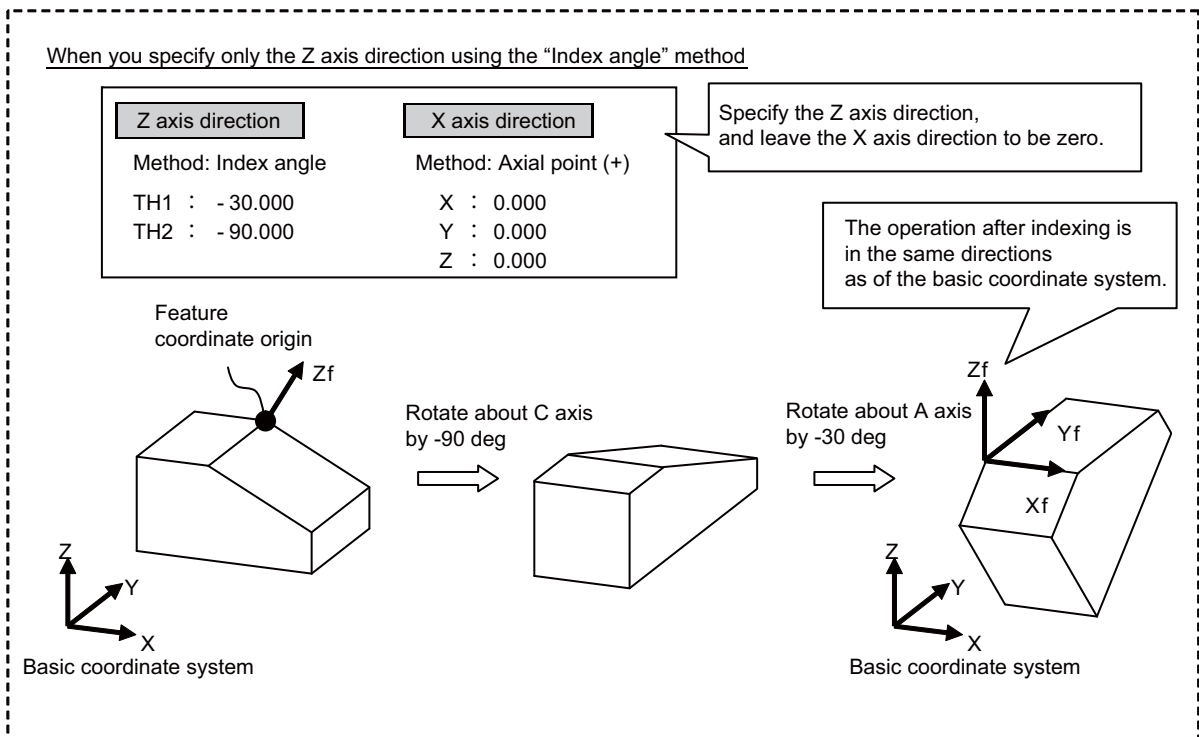 When you specify only the Z axis direction using the “Index angle” method
Z axis direction
X axis direction
Method: Index angle
Method: Axial point (+)
TH1 : - 30.000
TH2 : - 90.000
X : 0.000
Y : 0.000
Z : 0.000
Specify the Z axis direction,
and leave the X axis direction to be zero.
The operation after indexing is
in the same directions
as of the basic coordinate system.
Feature
coordinate origin
Zf
Rotate about C axis
by -90 deg
Rotate about A axis
by -30 deg
Zf
Yf
Xf
Z
Y
X
Basic coordinate system
Z
Y
X
Basic coordinate system